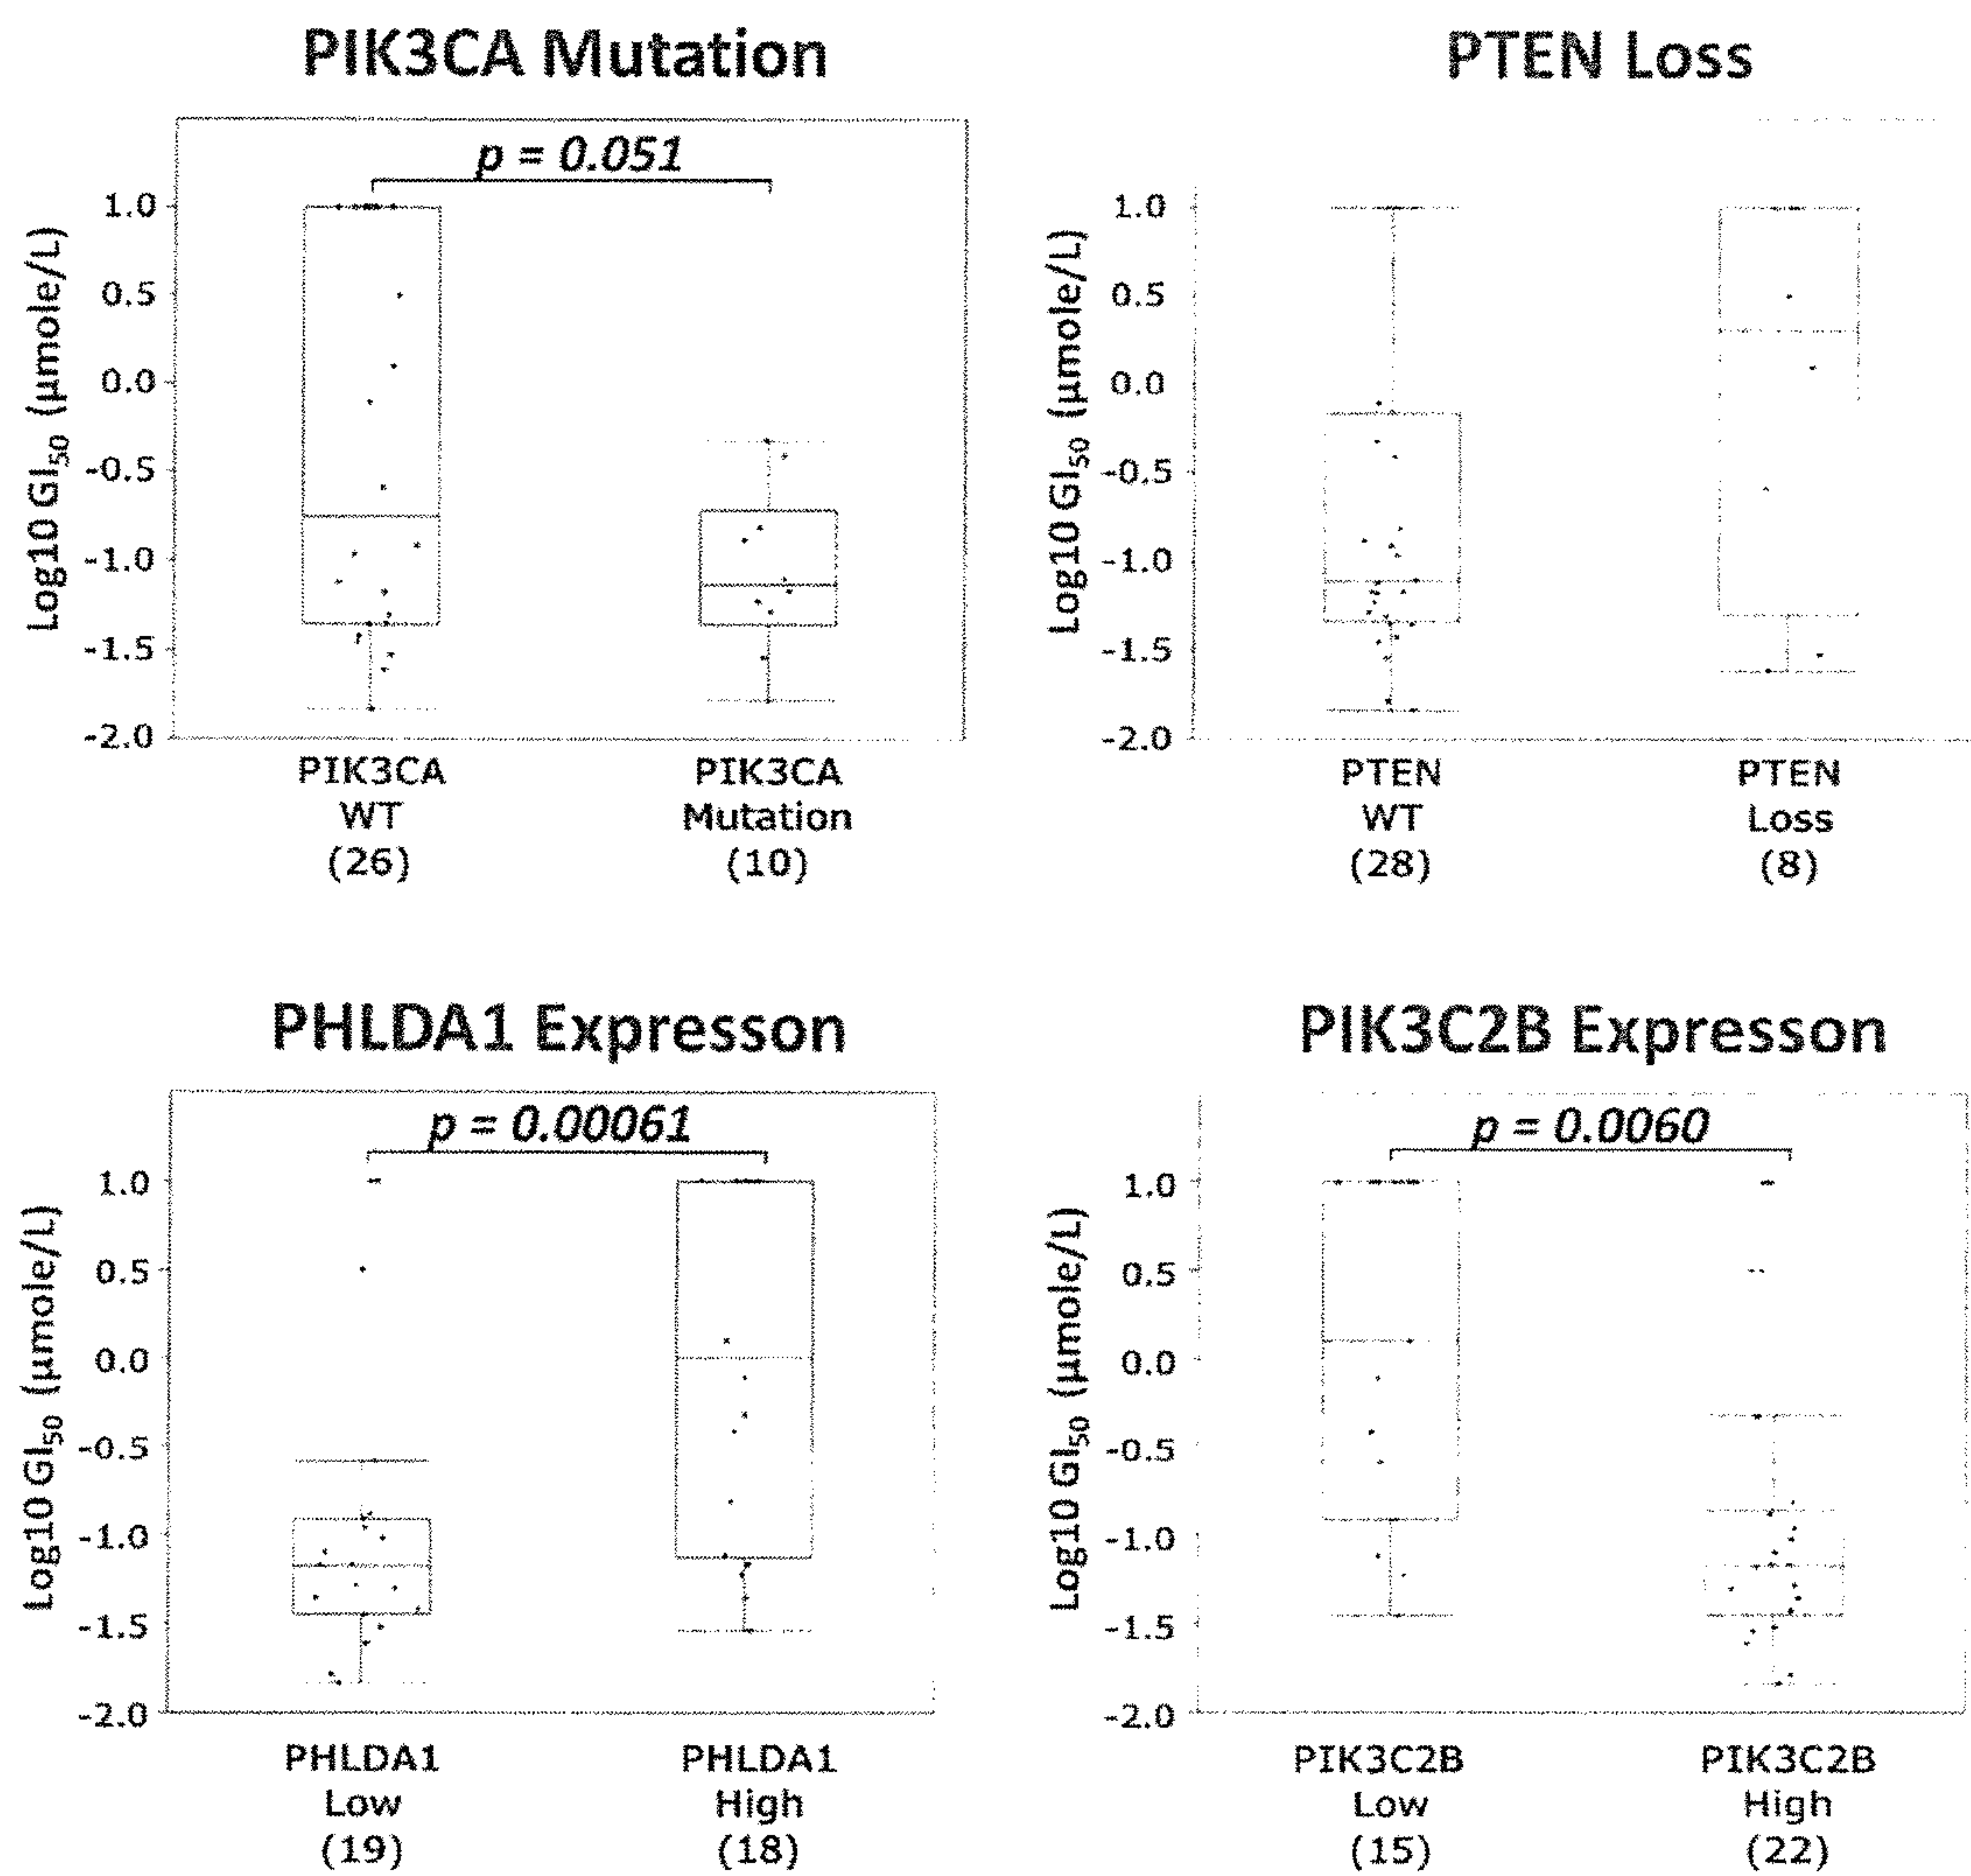 PIK3CA Mutation
p = 0.051
Log10 GI50 (µmole/L)
1.0
0.5
0.0
-0.5
-1.0
-1.5
-2.0
PIK3CA
WT
(26)
PIK3CA
Mutation
(10)
PTEN Loss
Log10 GI50 (µmole/L)
1.0
0.5
0.0
-0.5
-1.0
-1.5
-2.0
PTEN
WT
(28)
PTEN
Loss
(8)
PHLDA1 Expresson
p = 0.00061
Log10 GI50 (µmole/L)
1.0
0.5
0.0
-0.5
-1.0
-1.5
-2.0
PHLDA1
Low
(19)
PHLDA1
High
(18)
PIK3C2B Expresson
p = 0.0060
Log10 GI50 (µmole/L)
1.0
0.5
0.0
-0.5
-1.0
-1.5
-2.0
PIK3C2B
Low
(15)
PIK3C2B
High
(22)